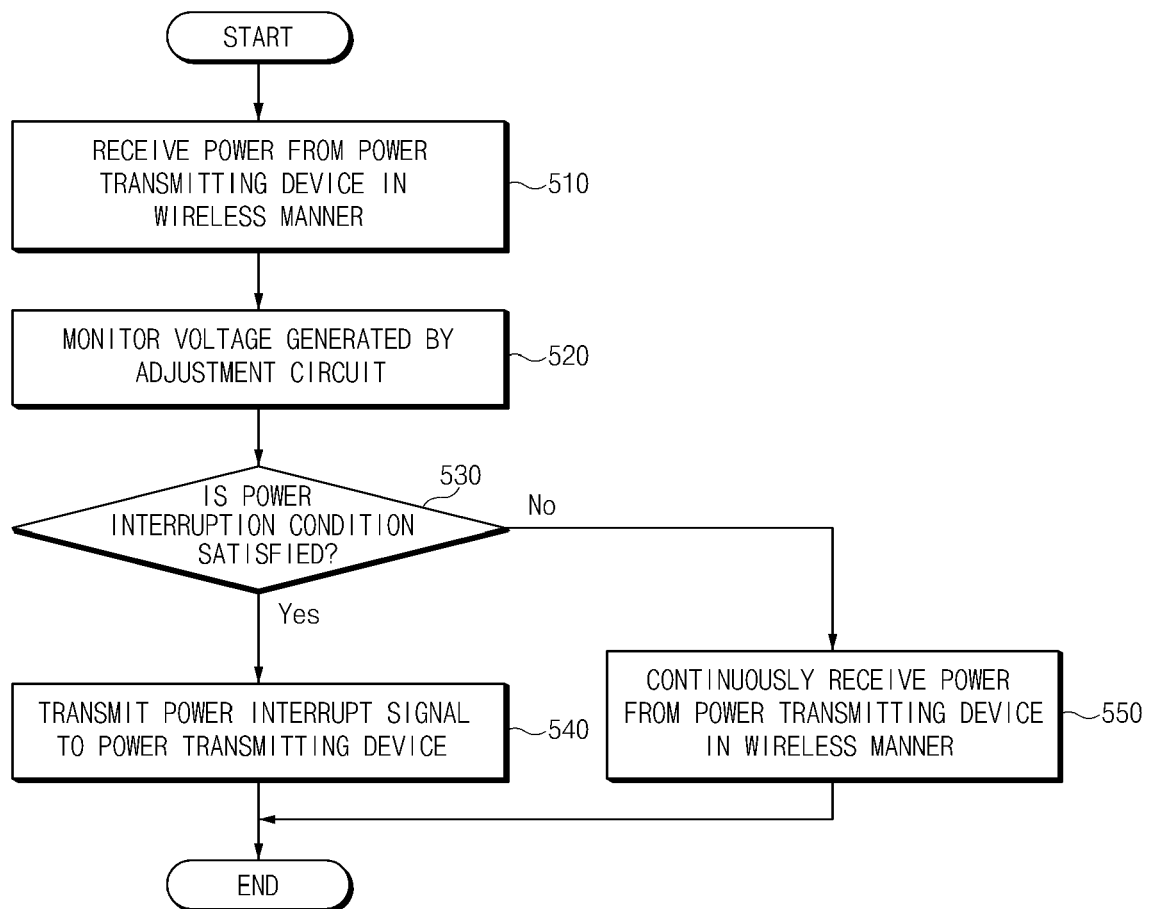 START
RECEIVE POWER FROM POWER
TRANSMITTING DEVICE IN
WIRELESS MANNER
510
MONITOR VOLTAGE GENERATED BY
ADJUSTMENT CIRCUIT
520
530
IS POWER
INTERRUPTION CONDITION
SATISFIED?
No
Yes
TRANSMIT POWER INTERRUPT SIGNAL
TO POWER TRANSMITTING DEVICE
540
CONTINUOUSLY RECEIVE POWER
FROM POWER TRANSMITTING DEVICE
IN WIRELESS MANNER
550
END